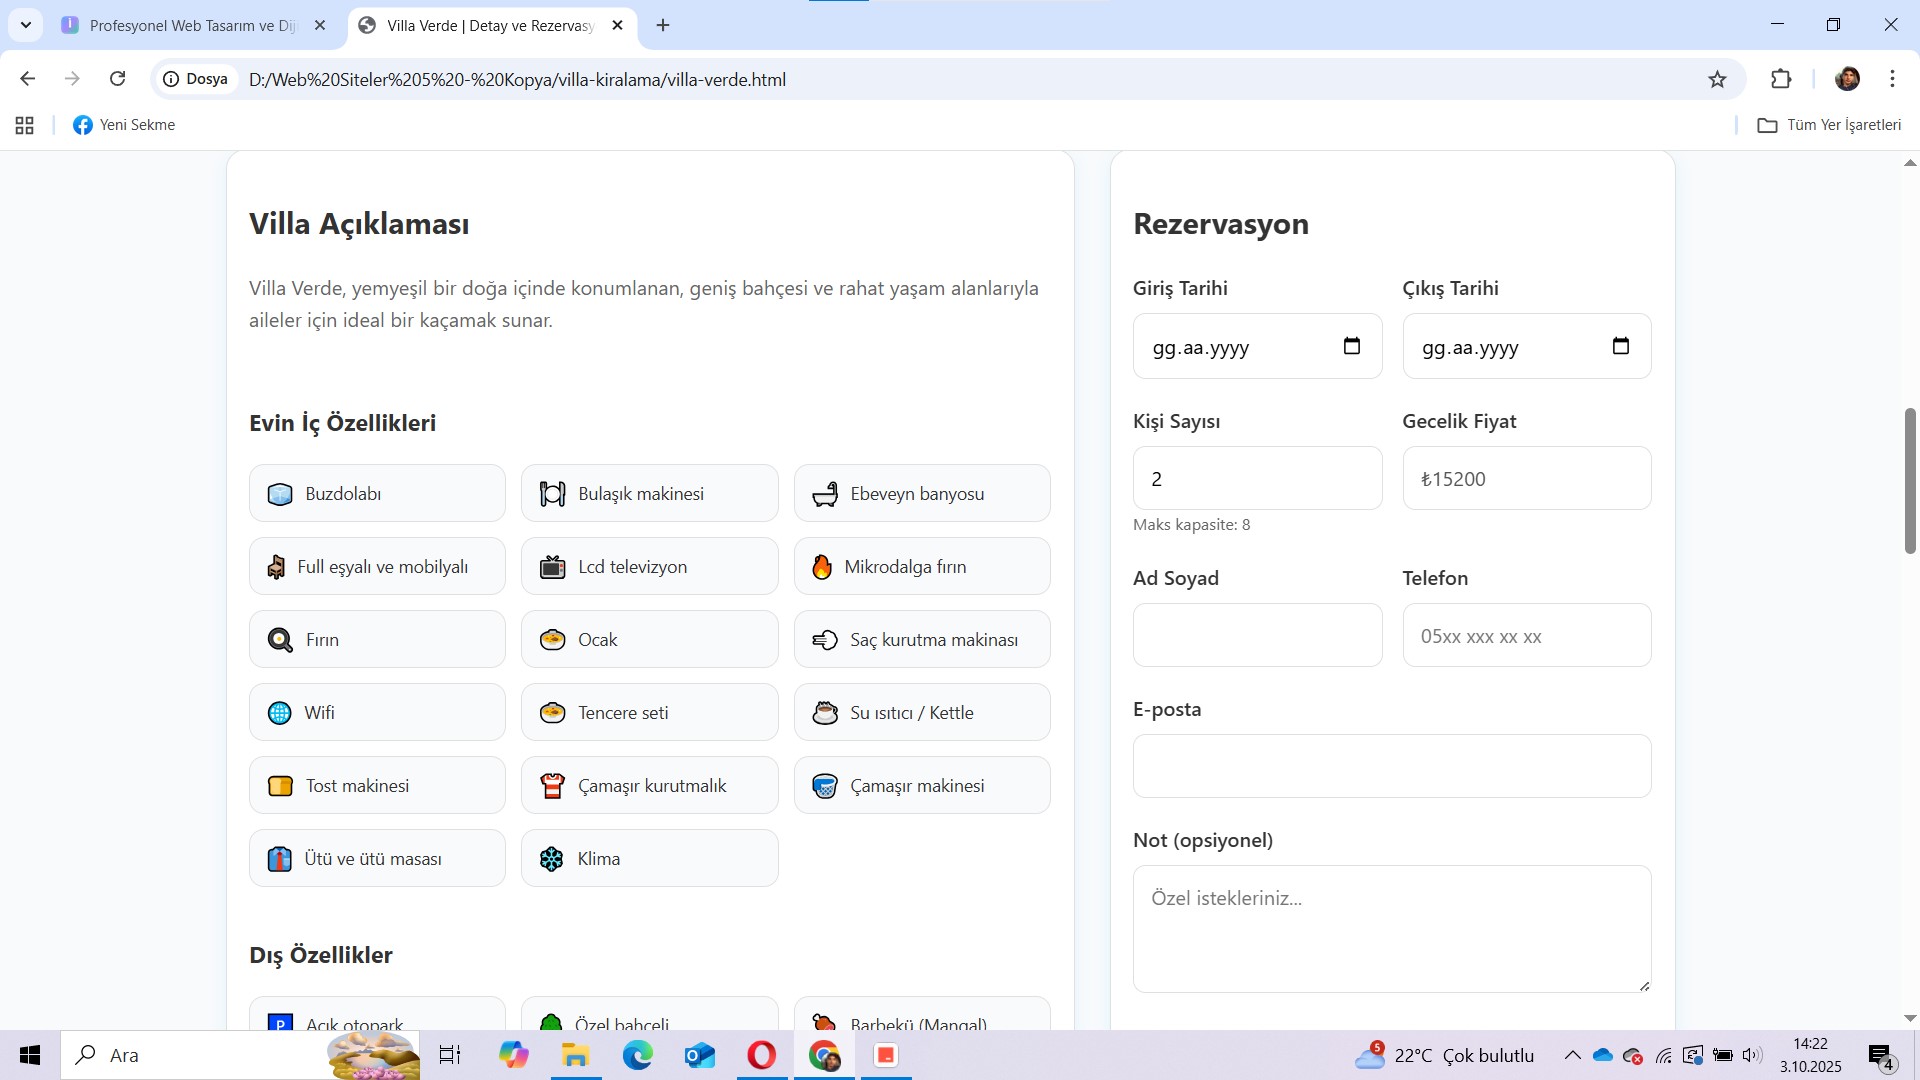 Profesyonel Web Tasarım ve Dij
Villa Verde | Detay ve Rezervasy
Dosya
D:/Web%20Siteler%205%20-%20Kopya/villa-kiralama/villa-verde.html
Yeni Sekme
Tüm Yer İşaretleri
Villa Açıklaması
Villa Verde, yemyeşil bir doğa içinde konumlanan, geniş bahçesi ve rahat yaşam alanlarıyla
aileler için ideal bir kaçamak sunar.
Evin İç Özellikleri
Buzdolabı
Bulaşık makinesi
Ebeveyn banyosu
Full eşyalı ve mobilyalı
Lcd televizyon
Mikrodalga fırın
Fırın
Ocak
Saç kurutma makinası
Wifi
Tencere seti
Su ısıtıcı / Kettle
Tost makinesi
Çamaşır kurutmalık
Çamaşır makinesi
Ütü ve ütü masası
Klima
Dış Özellikler
P
Açık otopark
Özel bahçeli
Barbekü (Mangal)
Rezervasyon
Giriş Tarihi
Çıkış Tarihi
gg.aa.yyyy
gg.aa.yyyy
Kişi Sayısı
Gecelik Fiyat
2
₺15200
Maks kapasite: 8
Ad Soyad
Telefon
05xx xxx xx xx
E-posta
Not (opsiyonel)
Özel istekleriniz...
Ara
5
22°C Çok bulutlu
14:22
3.10.2025
4